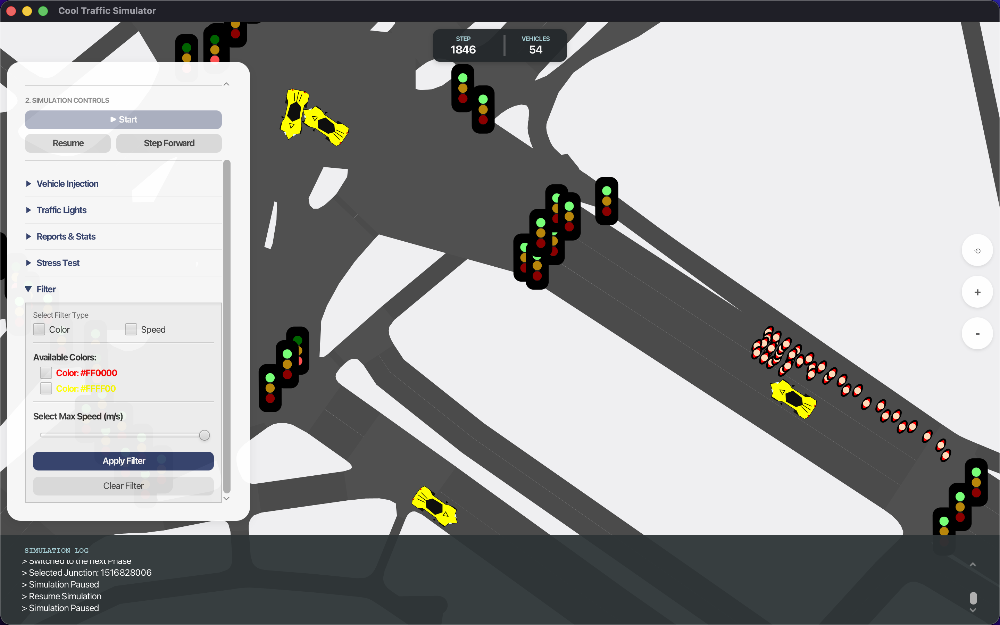 Cool Traffic Simulator
STEP
1846
VEHICLES
54
2. SIMULATION CONTROLS
Start
Resume
Step Forward
Vehicle Injection
Traffic Lights
Reports & Stats
Stress Test
Filter
Select Filter Type
Color
Speed
Available Colors:
Color: #FF0000
Color: #FFFF00
Select Max Speed (m/s)
Apply Filter
Clear Filter
+
-
SIMULATION LOG
> Switched to the next Phase
> Selected Junction: 1516828006
> Simulation Paused
> Resume Simulation
> Simulation Paused